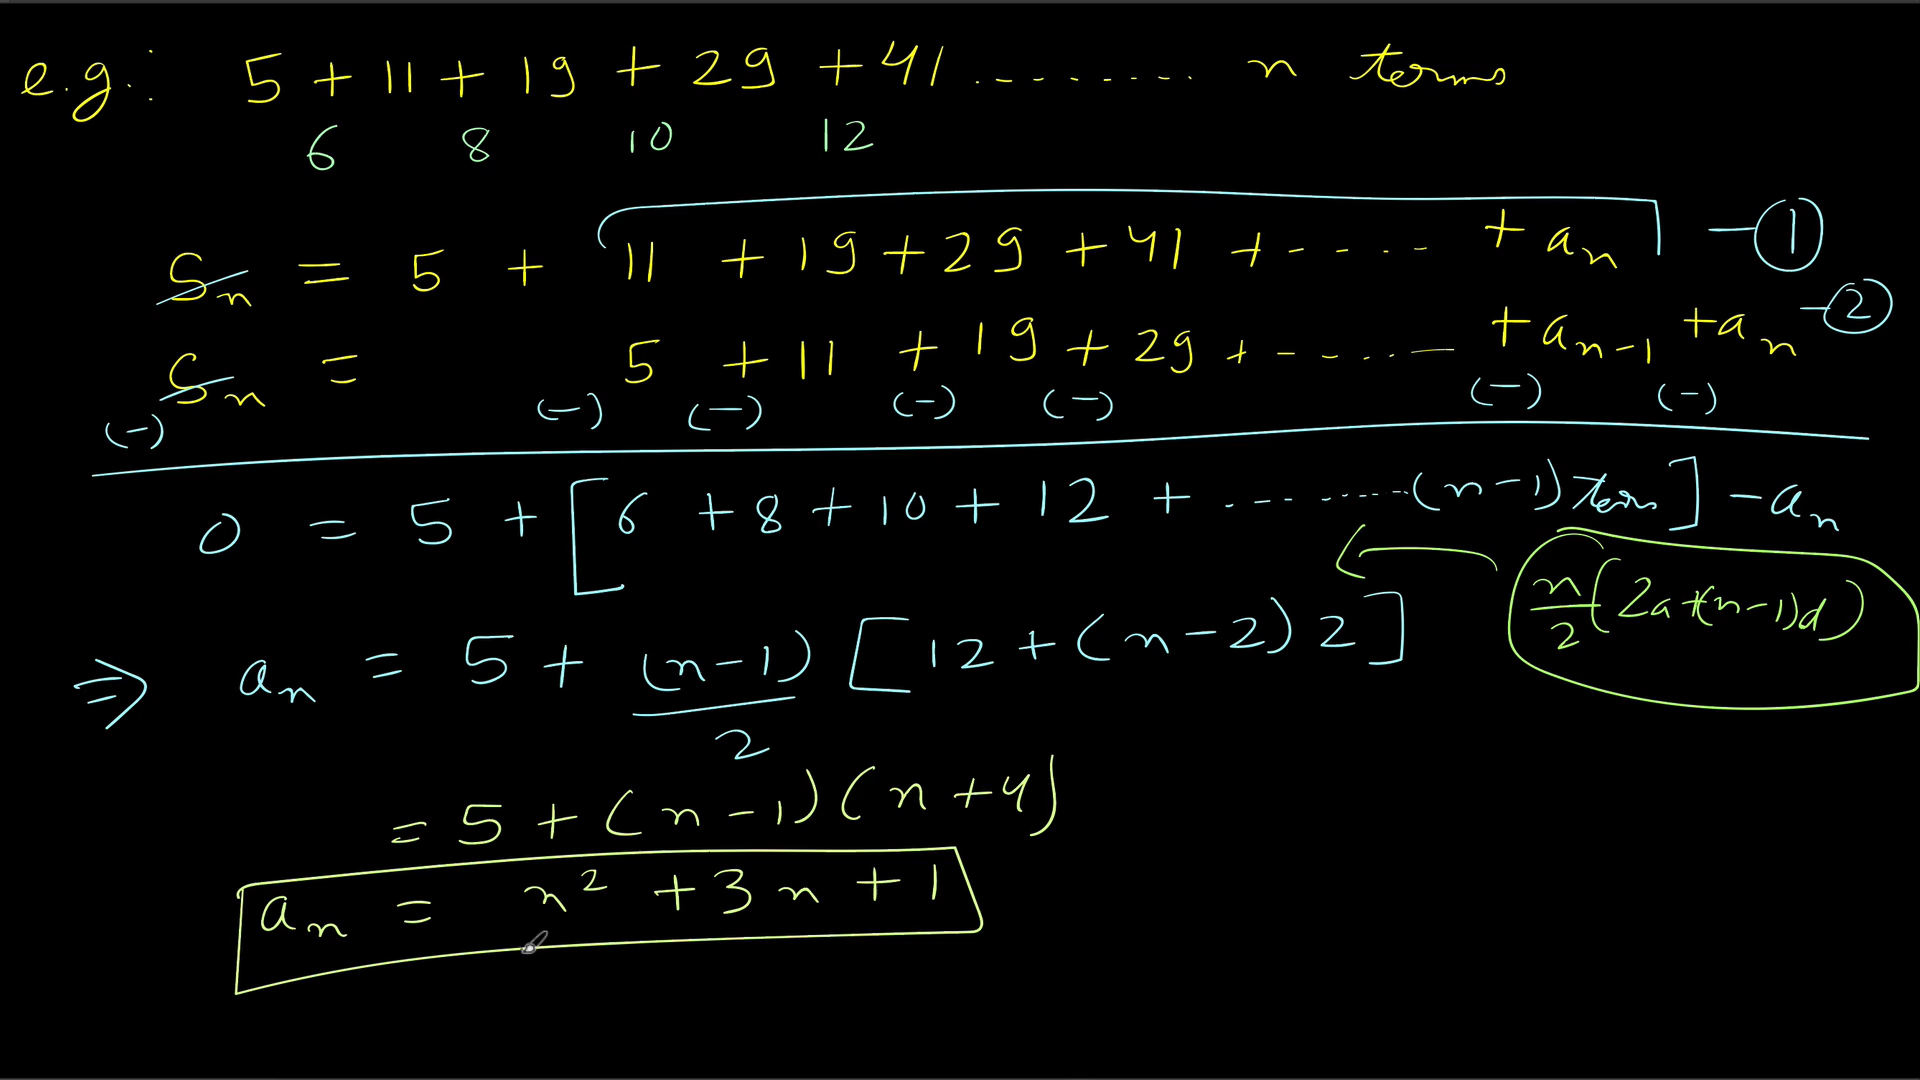 e.g.: 5 + 11 + 19 + 29 + 41 ......... n terms
6 8 10 12
Sn = 5 + 11 + 19 + 29 + 41 + ..... + an - ①
Sn = 5 + 11 + 19 + 29 + ..... + an-1 + an - ②
(-) (-) (-) (-) (-) (-) (-)
0 = 5 + [6 + 8 + 10 + 12 + ......... (n-1) terms] - an
n/2 (2a+(n-1)d)
⇒ an = 5 + (n-1)/2 [12 + (n-2) 2]
= 5 + (n-1)(n+4)
an = n² + 3n + 1